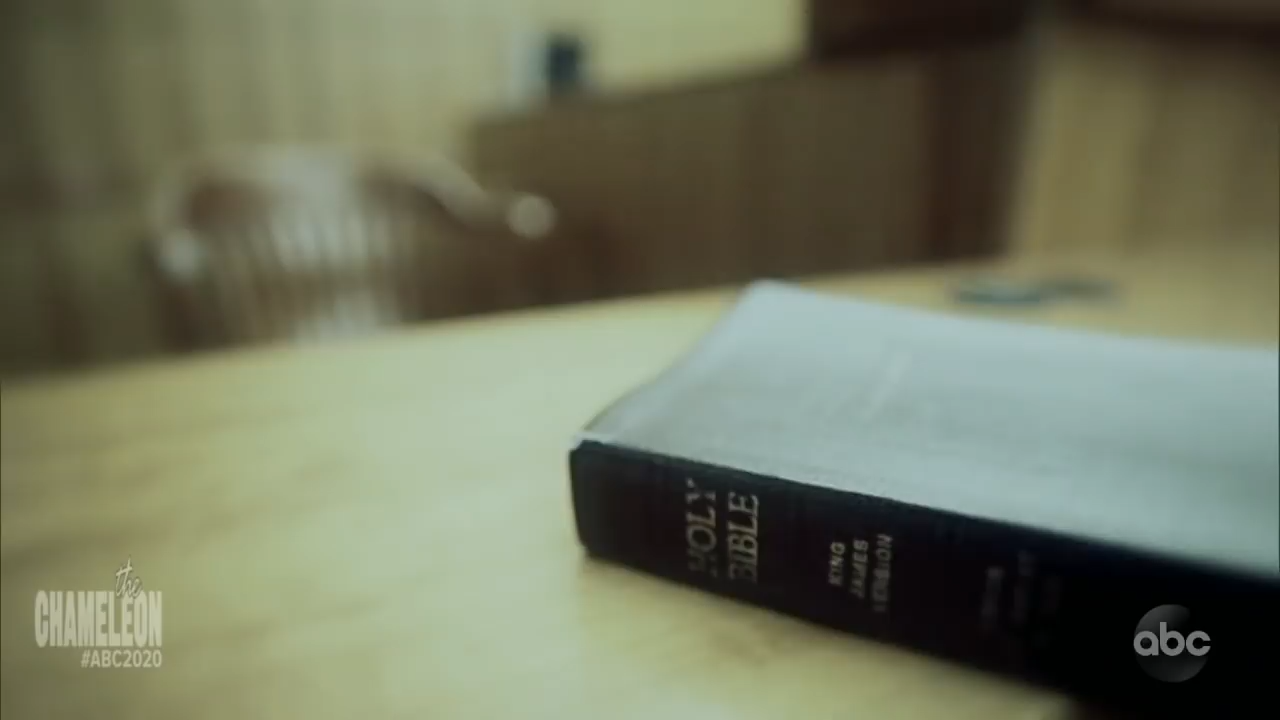 HOLY
BIBLE
KING
JAMES
VERSION
the
CHAMELEON
#ABC2020
abc